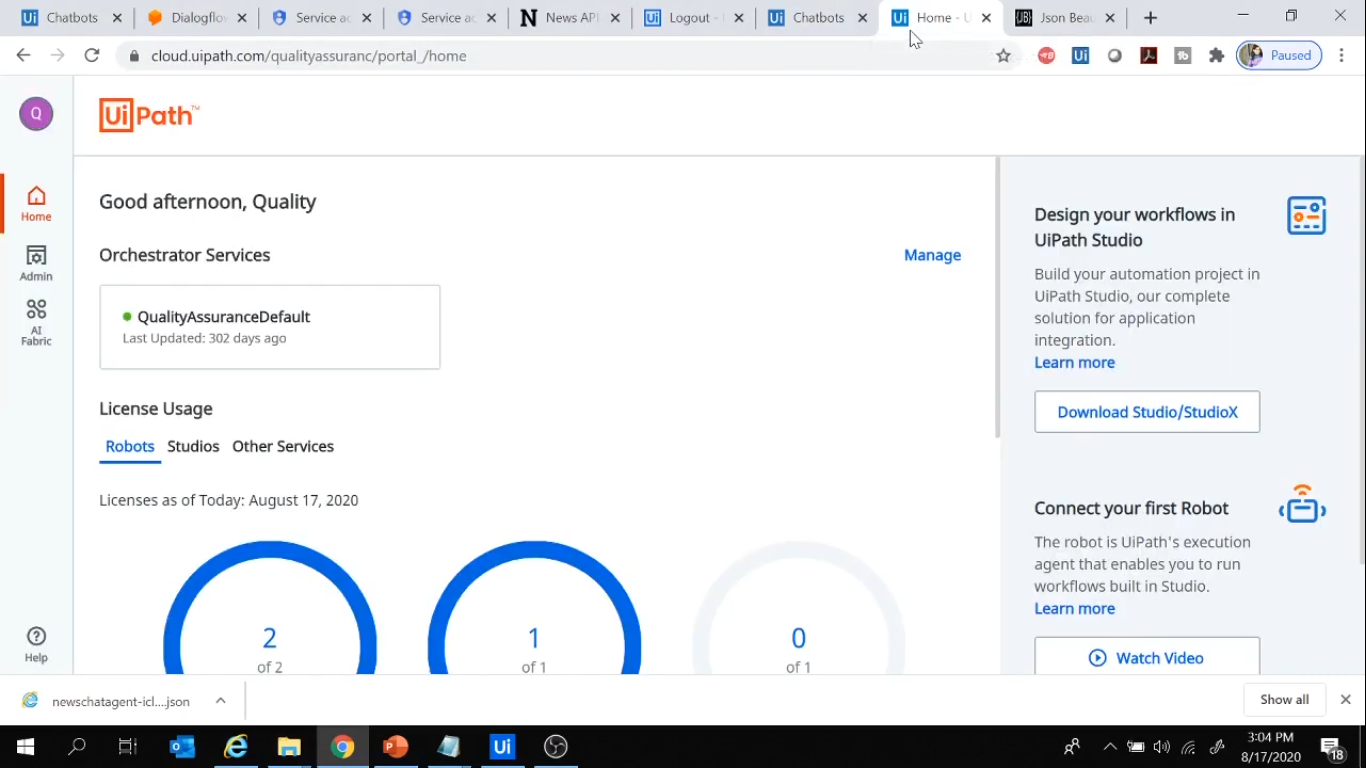 Chatbots
Dialogflow
Service ac
Service ac
News API
Logout -
Chatbots
Home - U
Json Beau
cloud.uipath.com/qualityassuranc/portal_/home
Paused
Q
UiPath™
Home
Admin
AI
Fabric
Help
Good afternoon, Quality
Orchestrator Services
Manage
QualityAssuranceDefault
Last Updated: 302 days ago
License Usage
Robots Studios Other Services
Licenses as of Today: August 17, 2020
2
of 2
1
of 1
0
of 1
Design your workflows in
UiPath Studio
Build your automation project in
UiPath Studio, our complete
solution for application
integration.
Learn more
Download Studio/StudioX
Connect your first Robot
The robot is UiPath's execution
agent that enables you to run
workflows built in Studio.
Learn more
Watch Video
newschatagent-icl....json
Show all
Ui
3:04 PM
8/17/2020
18